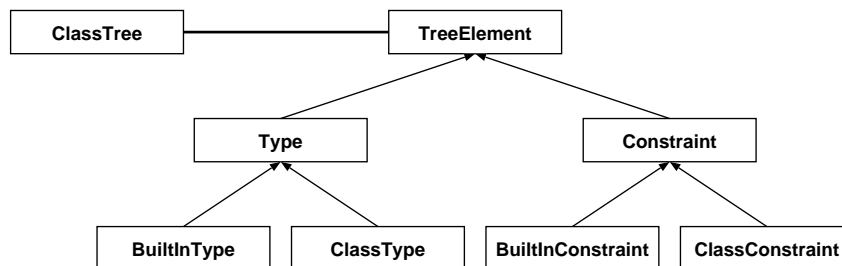 ClassTree
TreeElement
Type
Constraint
BuiltInType
ClassType
BuiltInConstraint
ClassConstraint